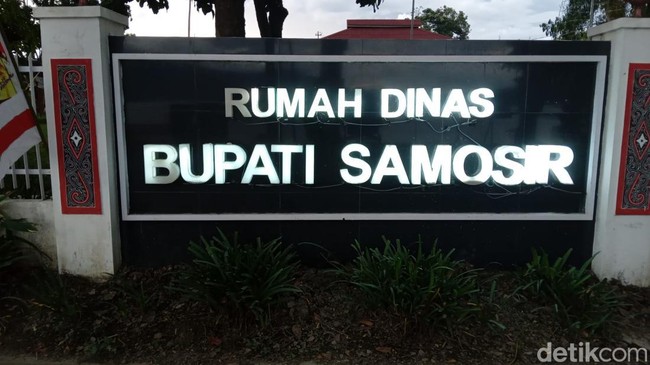 RUMAH DINAS
BUPATI SAMOSIR
detikcom